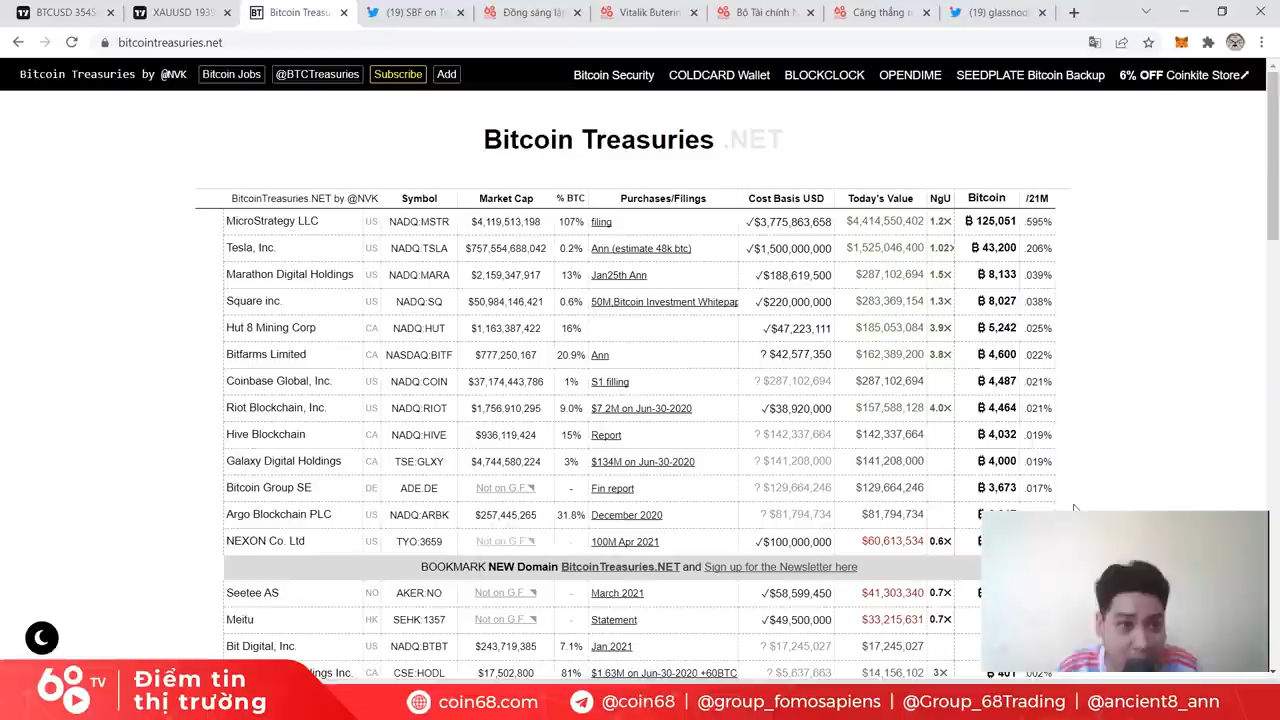 BTCUSD 3545
XAUUSD 1939
Bitcoin Treasu
(19) SBF on T
Đồng sáng lập
Vitalik Buterin
Bộ Tài chính
Căng thẳng
(19) glassnod
bitcointreasuries.net
Bitcoin Treasuries by @NVK Bitcoin Jobs @BTCTreasuries Subscribe Add Bitcoin Security COLDCARD Wallet BLOCKCLOCK OPENDIME SEEDPLATE Bitcoin Backup 6% OFF Coinkite Store
Bitcoin Treasuries .NET
BitcoinTreasuries.NET by @NVK Symbol Market Cap % BTC Purchases/Filings Cost Basis USD Today's Value NgU Bitcoin /21M
MicroStrategy LLC US NADQ:MSTR $4,119,513,198 107% filing ✓$3,775,863,658 $4,414,550,402 1.2× ₿ 125,051 .595%
Tesla, Inc. US NADQ:TSLA $757,554,688,042 0.2% Ann (estimate 48k btc) ✓$1,500,000,000 $1,525,046,400 1.02× ₿ 43,200 .206%
Marathon Digital Holdings US NADQ:MARA $2,159,347,917 13% Jan25th Ann ✓$188,619,500 $287,102,694 1.5× ₿ 8,133 .039%
Square inc. US NADQ:SQ $50,984,146,421 0.6% 50M,Bitcoin Investment Whitepap ✓$220,000,000 $283,369,154 1.3× ₿ 8,027 .038%
Hut 8 Mining Corp CA NADQ:HUT $1,163,387,422 16% ✓$47,223,111 $185,053,084 3.9× ₿ 5,242 .025%
Bitfarms Limited CA NASDAQ:BITF $777,250,167 20.9% Ann ? $42,577,350 $162,389,200 3.8× ₿ 4,600 .022%
Coinbase Global, Inc. US NADQ:COIN $37,174,443,786 1% S1 filling ? $287,102,694 $287,102,694 ₿ 4,487 .021%
Riot Blockchain, Inc. US NADQ:RIOT $1,756,910,295 9.0% $7.2M on Jun-30-2020 ✓$38,920,000 $157,588,128 4.0× ₿ 4,464 .021%
Hive Blockchain CA NADQ:HIVE $936,119,424 15% Report ? $142,337,664 $142,337,664 ₿ 4,032 .019%
Galaxy Digital Holdings US TSE:GLXY $4,744,580,224 3% $134M on Jun-30-2020 ? $141,208,000 $141,208,000 ₿ 4,000 .019%
Bitcoin Group SE DE ADE.DE Not on G.F. - Fin report ? $129,664,246 $129,664,246 ₿ 3,673 .017%
Argo Blockchain PLC US NADQ:ARBK $257,445,265 31.8% December 2020 ? $81,794,734 $81,794,734
NEXON Co. Ltd US TYO:3659 Not on G.F. - 100M Apr 2021 ✓$100,000,000 $60,613,534 0.6×
BOOKMARK NEW Domain BitcoinTreasuries.NET and Sign up for the Newsletter here
Seetee AS NO AKER:NO Not on G.F. - March 2021 ✓$58,599,450 $41,303,340 0.7×
Meitu HK SEHK:1357 Not on G.F. - Statement ✓$49,500,000 $33,215,631 0.7×
Bit Digital, Inc. US NADQ:BTBT $243,719,385 7.1% Jan 2021 ? $17,245,027 $17,245,027
ings Inc. CA CSE:HODL $17,502,800 81% $1.63M on Jun-30-2020 +60BTC ? $5,637,663 $14,156,102 3× ₿ 401 .002%
68 TV
Điểm tin
thị trường
coin68.com @coin68 | @group_fomosapiens | @Group_68Trading | @ancient8_ann